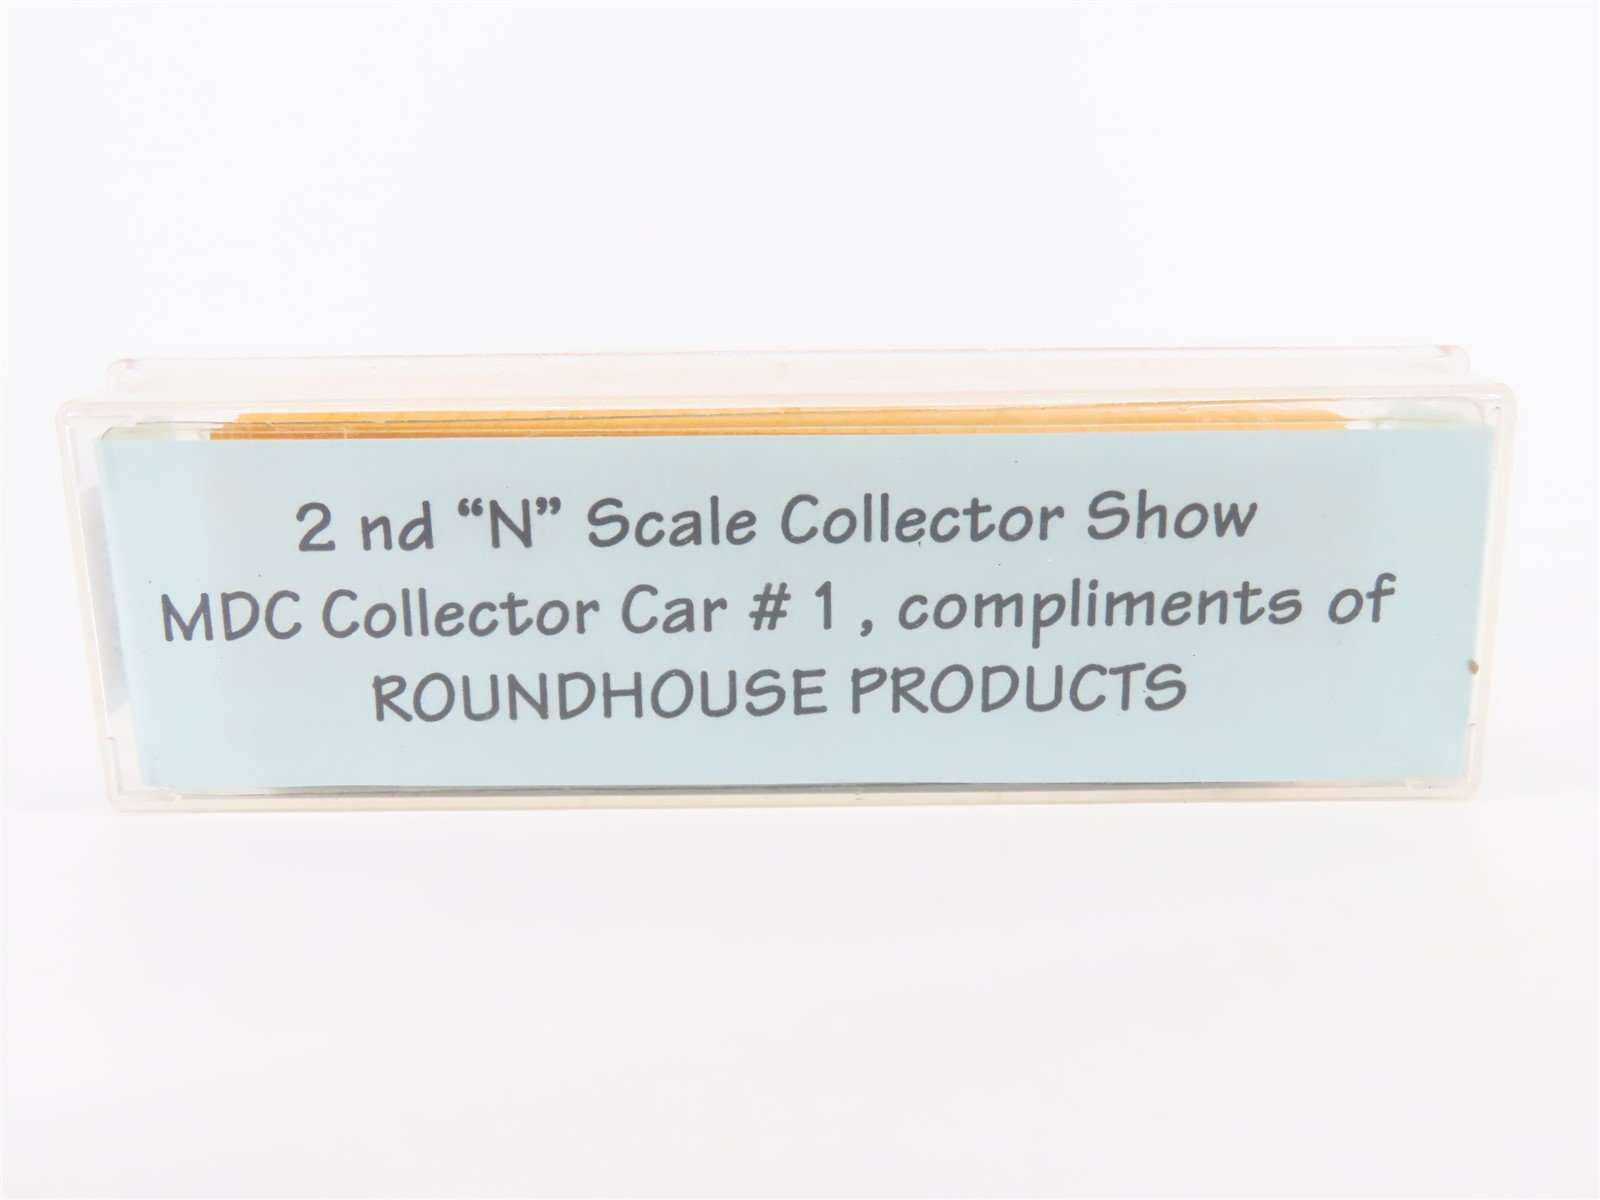 2 nd “N” Scale Collector Show
MDC Collector Car # 1 , compliments of
ROUNDHOUSE PRODUCTS